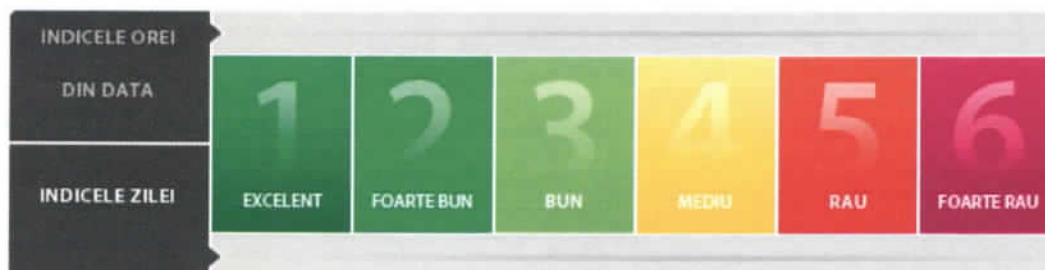 INDICELE OREI
DIN DATA
INDICELE ZILEI
1 2 3 4 5 6
EXCELENT FOARTE BUN BUN MEDIU RAU FOARTE RAU